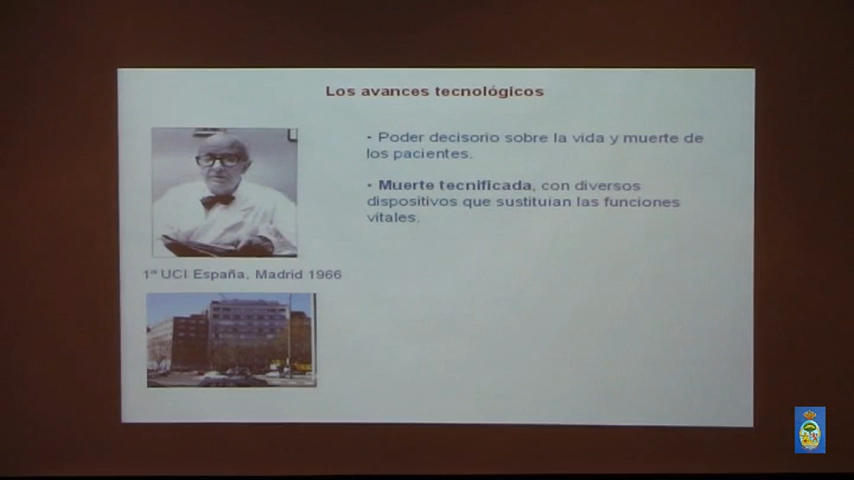 Los avances tecnológicos
• Poder decisorio sobre la vida y muerte de
los pacientes.
• Muerte tecnificada, con diversos
dispositivos que sustituían las funciones
vitales.
1ª UCI España, Madrid 1966